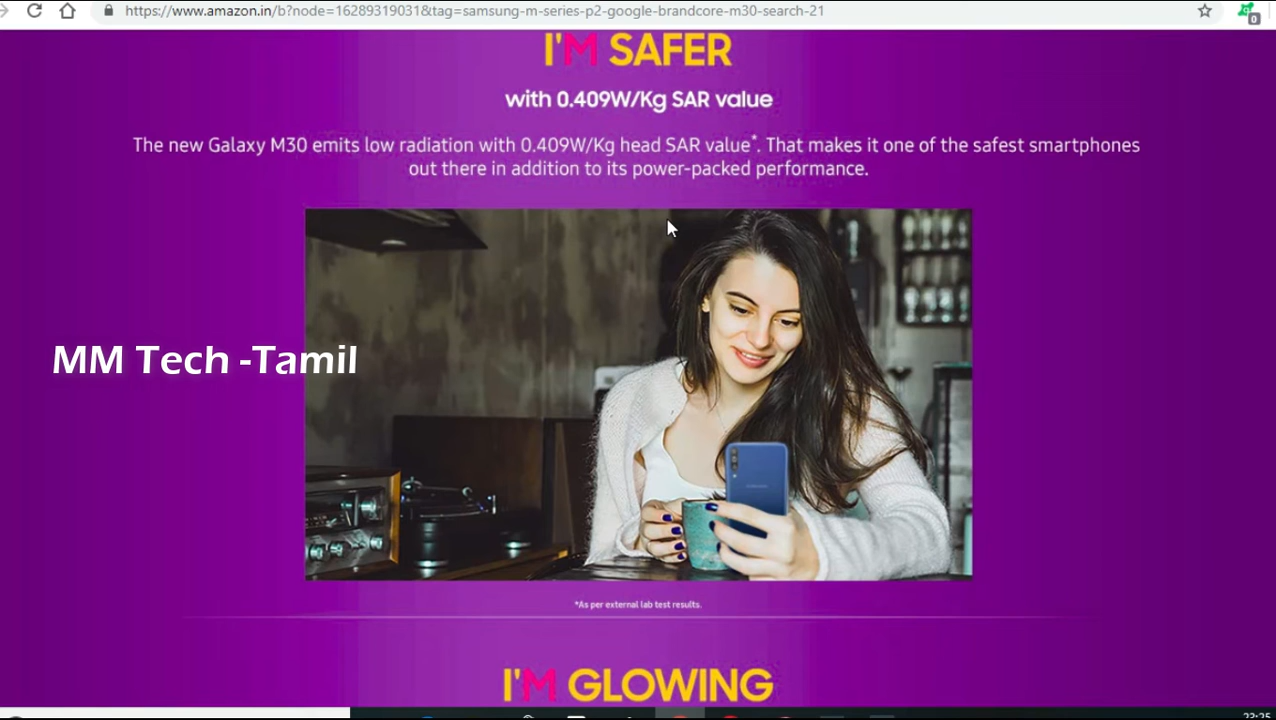 https://www.amazon.in/b?node=16289319031&tag=samsung-m-series-p2-google-brandcore-m30-search-21
0
I'M SAFER
with 0.409W/Kg SAR value
The new Galaxy M30 emits low radiation with 0.409W/Kg head SAR value*. That makes it one of the safest smartphones
out there in addition to its power-packed performance.
MM Tech -Tamil
SAMSUNG
*As per external lab test results.
I'M GLOWING